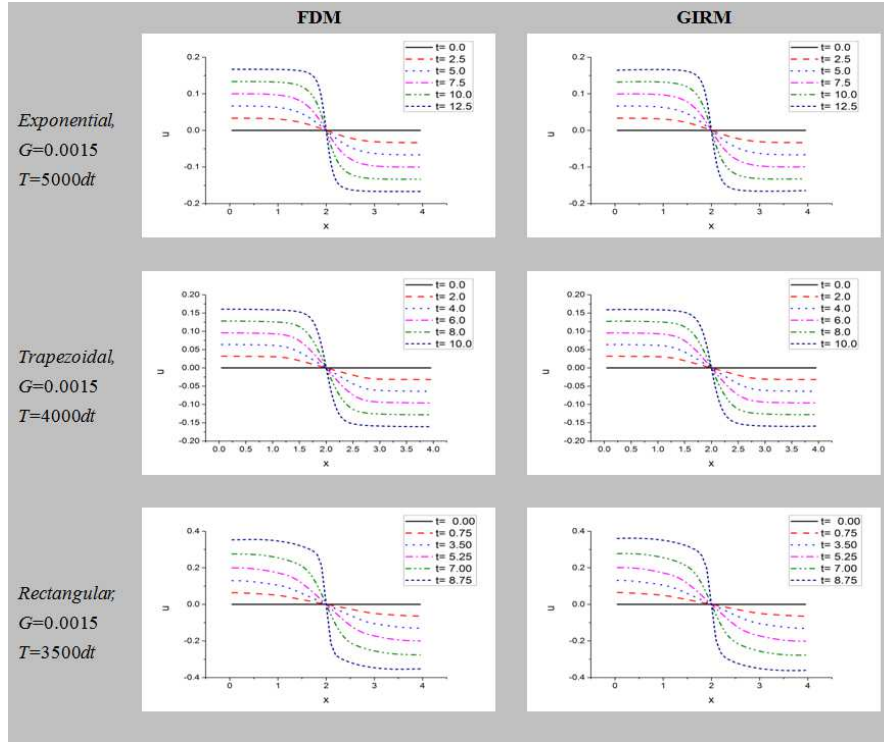 FDM
GIRM
Exponential,
G=0.0015
T=5000dt
0.2
0.1
0.0
-0.1
-0.2
u
0 1 2 3 4
x
t= 0.0
t= 2.5
t= 5.0
t= 7.5
t= 10.0
t= 12.5
0.2
0.1
0.0
-0.1
-0.2
u
0 1 2 3 4
x
t= 0.0
t= 2.5
t= 5.0
t= 7.5
t= 10.0
t= 12.5
Trapezoidal,
G=0.0015
T=4000dt
0.20
0.15
0.10
0.05
0.00
-0.05
-0.10
-0.15
-0.20
u
0.0 0.5 1.0 1.5 2.0 2.5 3.0 3.5 4.0
x
t= 0.0
t= 2.0
t= 4.0
t= 6.0
t= 8.0
t= 10.0
0.20
0.15
0.10
0.05
0.00
-0.05
-0.10
-0.15
-0.20
u
0.0 0.5 1.0 1.5 2.0 2.5 3.0 3.5 4.0
x
t= 0.0
t= 2.0
t= 4.0
t= 6.0
t= 8.0
t= 10.0
Rectangular,
G=0.0015
T=3500dt
0.4
0.2
0.0
-0.2
-0.4
u
0 1 2 3 4
x
t= 0.00
t= 0.75
t= 3.50
t= 5.25
t= 7.00
t= 8.75
0.4
0.2
0.0
-0.2
-0.4
u
0 1 2 3 4
x
t= 0.00
t= 0.75
t= 3.50
t= 5.25
t= 7.00
t= 8.75